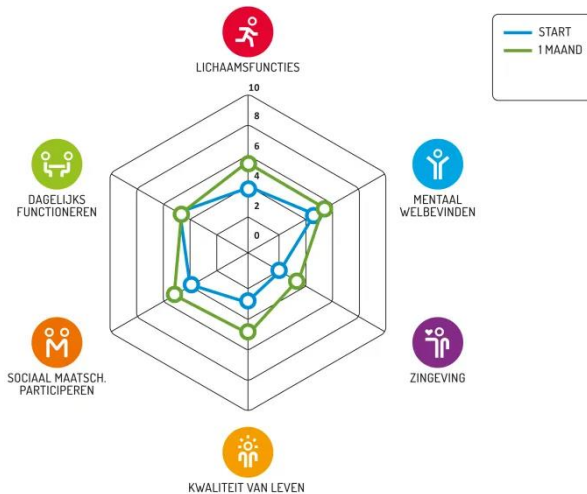 START
1 MAAND
LICHAAMSFUNCTIES
10
8
6
4
2
0
DAGELIJKS
FUNCTIONEREN
MENTAAL
WELBEVINDEN
SOCIAAL MAATSCH.
PARTICIPEREN
ZINGEVING
KWALITEIT VAN LEVEN